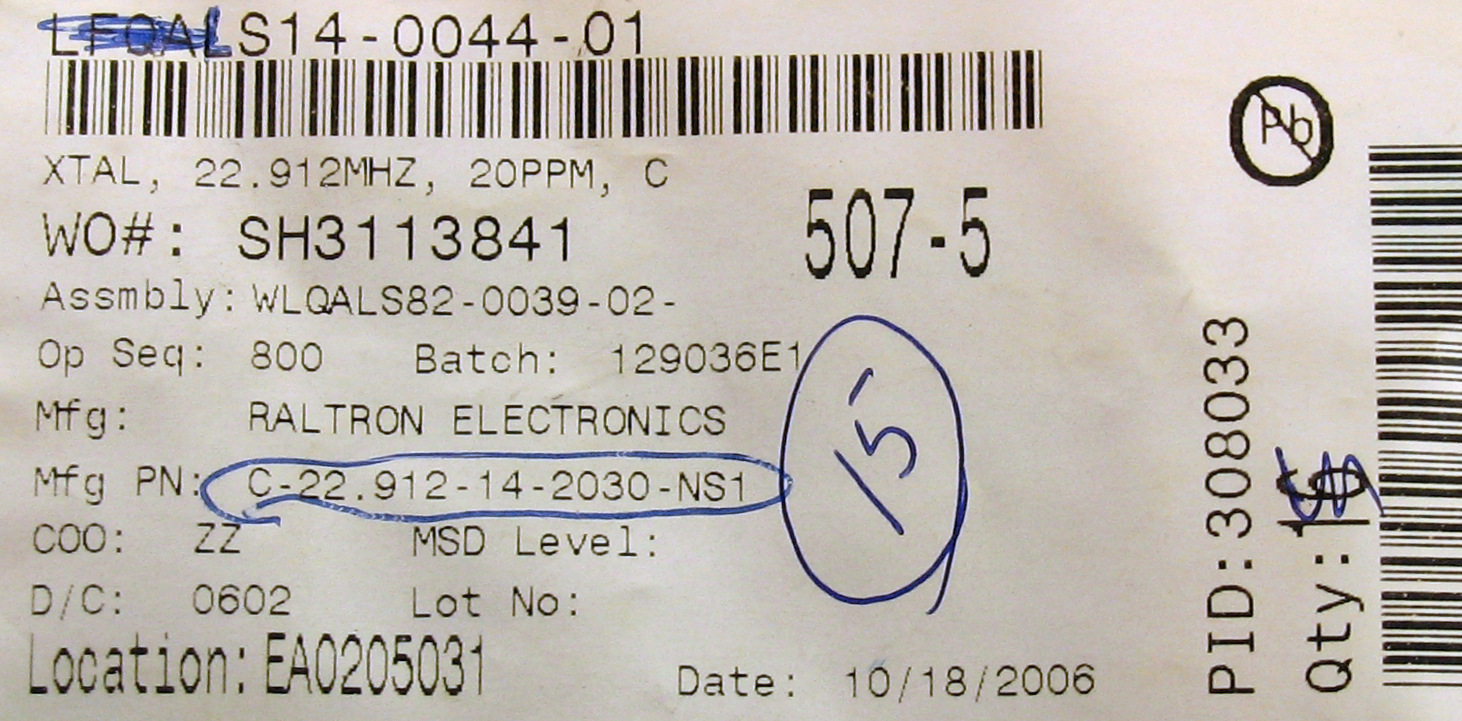 LFQALS14-0044-01
XTAL, 22.912MHZ, 20PPM, C
WO#: SH3113841
507-5
Assmbly: WLQALS82-0039-02-
Op Seq: 800 Batch: 129036E1
Mfg: RALTRON ELECTRONICS
Mfg PN: C-22.912-14-2030-NS1
COO: ZZ MSD Level:
D/C: 0602 Lot No:
Location: EA0205031
Date: 10/18/2006
15
Pb
PID: 308033
Qty: